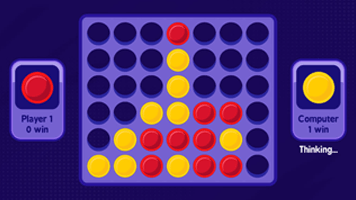 Player 1
0 win
Computer
1 win
Thinking...